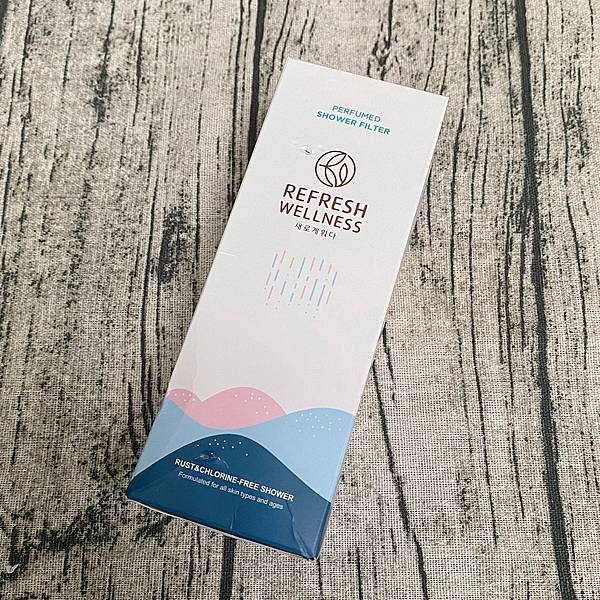 PERFUMED
SHOWER FILTER
REFRESH
WELLNESS
새로게워다
RUST&CHLORINE-FREE SHOWER
Formulated for all skin types and ages